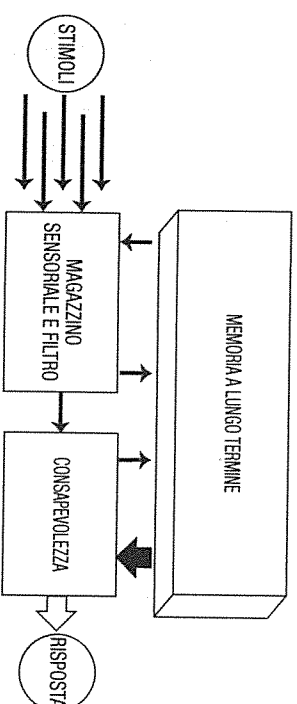 STIMOLI
MAGAZZINO
SENSORIALE E FILTRO
MEMORIA A LUNGO TERMINE
CONSAPEVOLEZZA
RISPOSTA